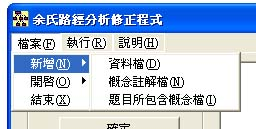 余氏路經分析修正程式
檔案(F) 執行(R) 說明(H)
新增(N) 資料檔(D)
開啓(O) 概念註解檔(N)
結束(X) 題目所包含概念檔(I)
確定